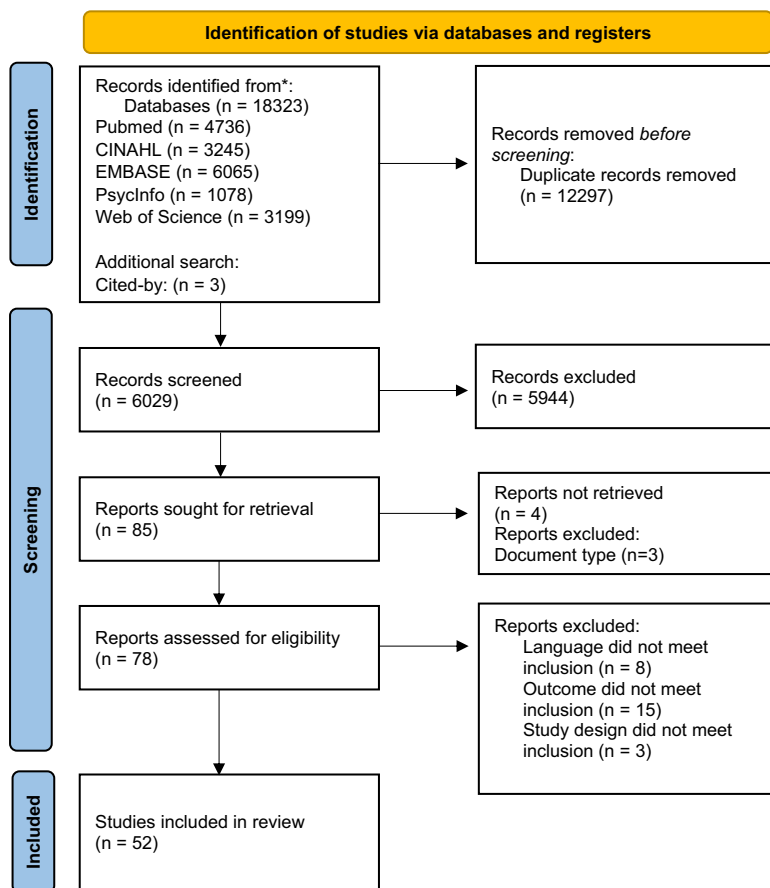 Identification of studies via databases and registers
Identification
Records identified from*:
Databases (n = 18323)
Pubmed (n = 4736)
CINAHL (n = 3245)
EMBASE (n = 6065)
PsycInfo (n = 1078)
Web of Science (n = 3199)
Additional search:
Cited-by: (n = 3)
Records removed before
screening:
Duplicate records removed
(n = 12297)
Screening
Records screened
(n = 6029)
Records excluded
(n = 5944)
Reports sought for retrieval
(n = 85)
Reports not retrieved
(n = 4)
Reports excluded:
Document type (n=3)
Reports assessed for eligibility
(n = 78)
Reports excluded:
Language did not meet
inclusion (n = 8)
Outcome did not meet
inclusion (n = 15)
Study design did not meet
inclusion (n = 3)
Included
Studies included in review
(n = 52)